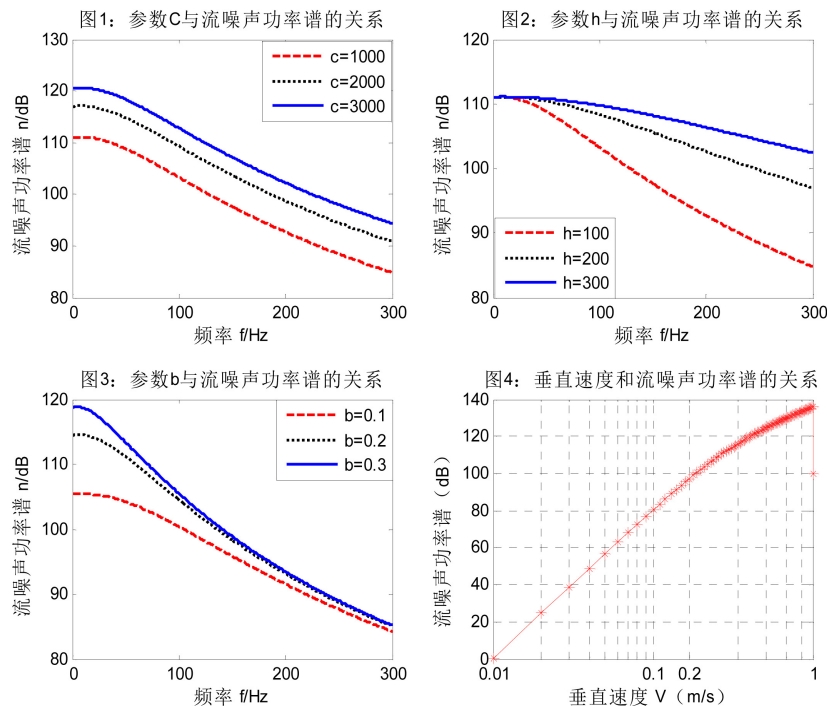 图1：参数C与流噪声功率谱的关系
流噪声功率谱 n/dB
130
120
110
100
90
80
c=1000
c=2000
c=3000
0
100
200
300
频率 f/Hz
图2：参数h与流噪声功率谱的关系
流噪声功率谱 n/dB
120
110
100
90
80
h=100
h=200
h=300
0
100
200
300
频率 f/Hz
图3：参数b与流噪声功率谱的关系
流噪声功率谱 n/dB
120
110
100
90
80
b=0.1
b=0.2
b=0.3
0
100
200
300
频率 f/Hz
图4：垂直速度和流噪声功率谱的关系
流噪声功率谱（dB）
140
120
100
80
60
40
20
0
0.01
0.1
0.2
1
垂直速度 V（m/s）